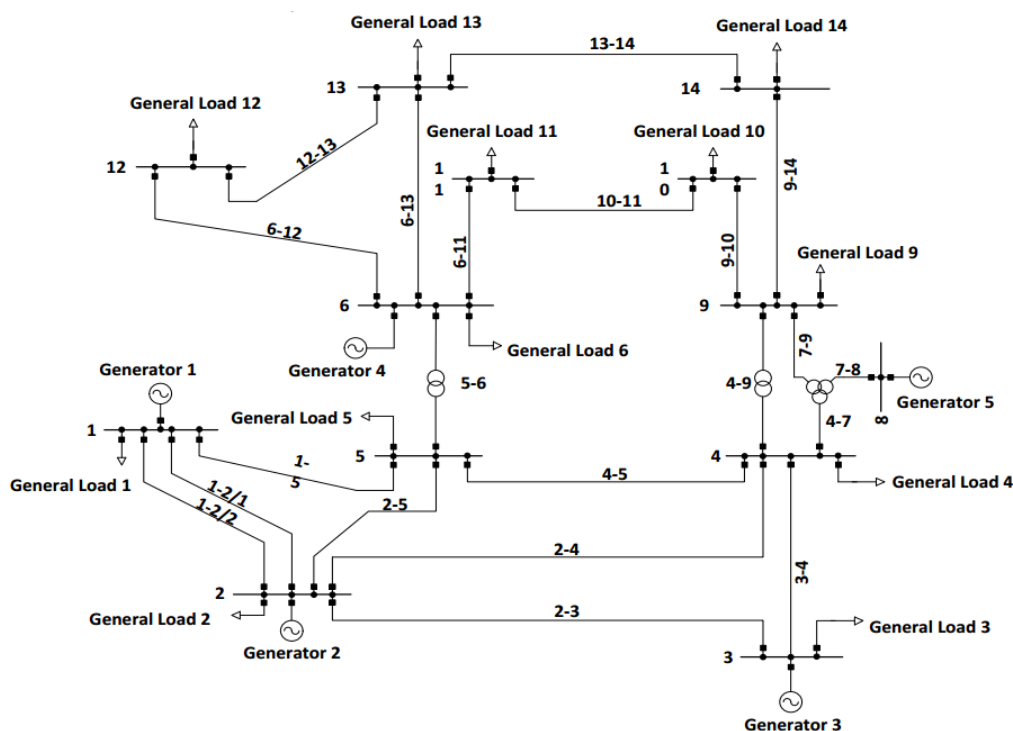 General Load 13
General Load 14
13-14
13
14
General Load 12
General Load 11
General Load 10
12-13
12
1
1
1
0
6-13
9-14
10-11
6-12
6-11
9-10
General Load 9
6
9
General Load 6
7-9
Generator 4
Generator 1
5-6
4-9
7-8
Generator 5
General Load 5
4-7
8
1
5
4
1-
5
4-5
General Load 4
General Load 1
1-2/1
1-2/2
2-5
2-4
3-4
2
2-3
General Load 2
General Load 3
Generator 2
3
Generator 3